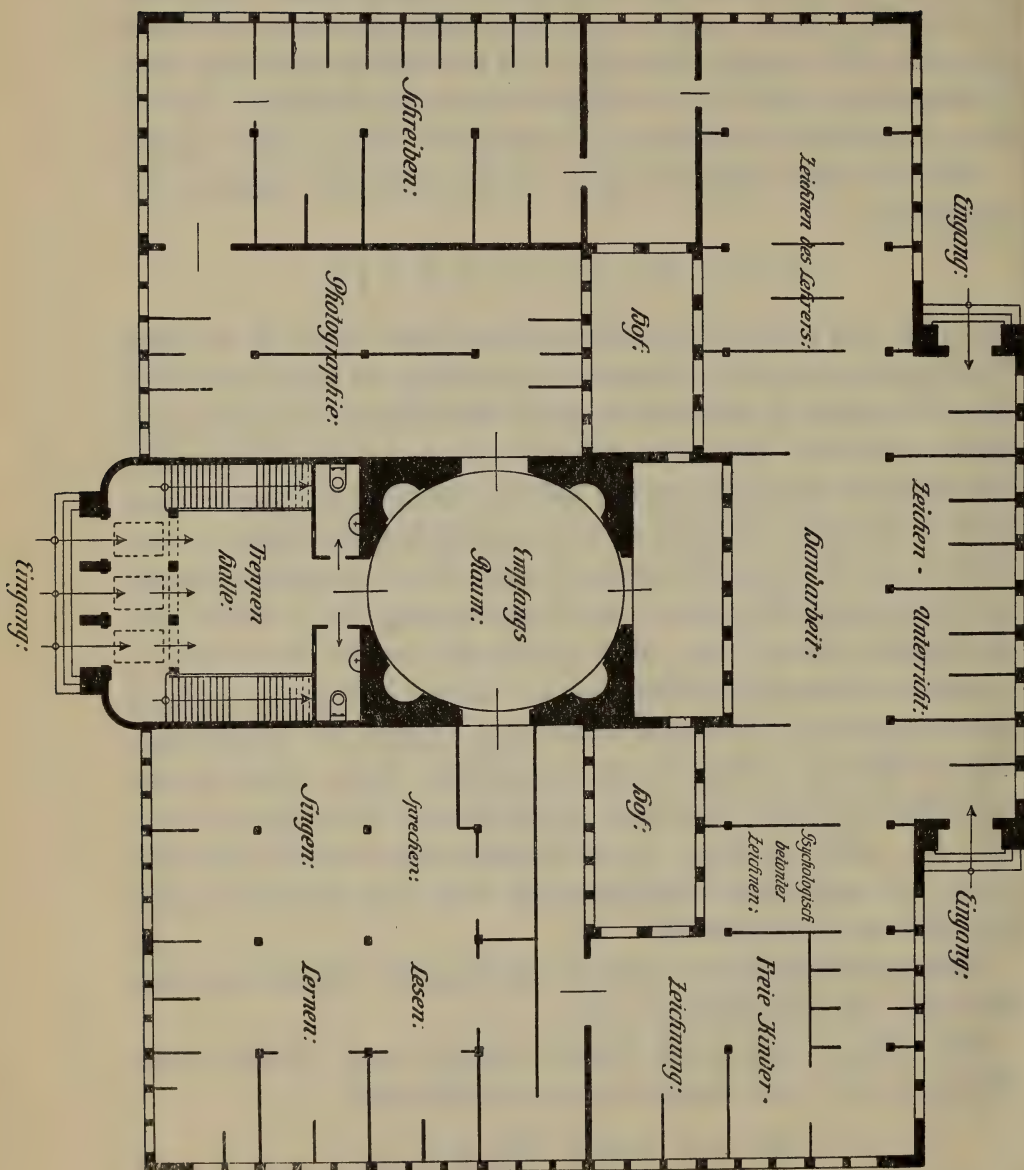 Eingang:
Eingang:
Zeichen - Unterricht:
Zeichnen des Lehrers:
Handarbeit:
Psychologisch
betonter
Zeichnen:
Freie Kinder-
Zeichnung:
Hof:
Hof:
Empfangs
Raum:
Schreiben:
Sprechen:
Lesen:
Photographie:
Singen:
Lernen:
Treppen
Halle:
Eingang: